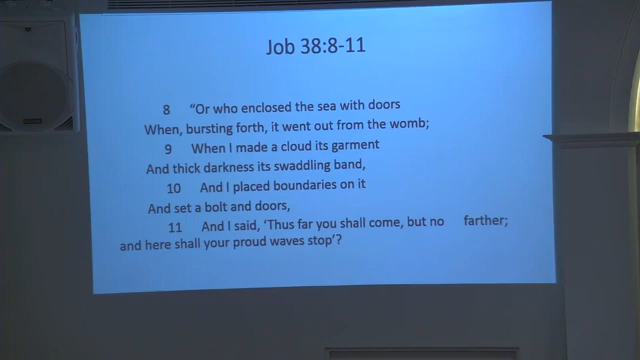 Job 38:8-11
8 “Or who enclosed the sea with doors
When, bursting forth, it went out from the womb;
9 When I made a cloud its garment
And thick darkness its swaddling band,
10 And I placed boundaries on it
And set a bolt and doors,
11 And I said, ‘Thus far you shall come, but no farther;
and here shall your proud waves stop’?